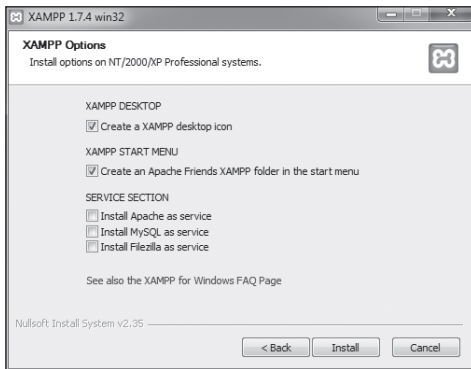 XAMPP 1.7.4 win32
XAMPP Options
Install options on NT/2000/XP Professional systems.
XAMPP DESKTOP
Create a XAMPP desktop icon
XAMPP START MENU
Create an Apache Friends XAMPP folder in the start menu
SERVICE SECTION
Install Apache as service
Install MySQL as service
Install Filezilla as service
See also the XAMPP for Windows FAQ Page
Nullsoft Install System v2.35
< Back Install Cancel